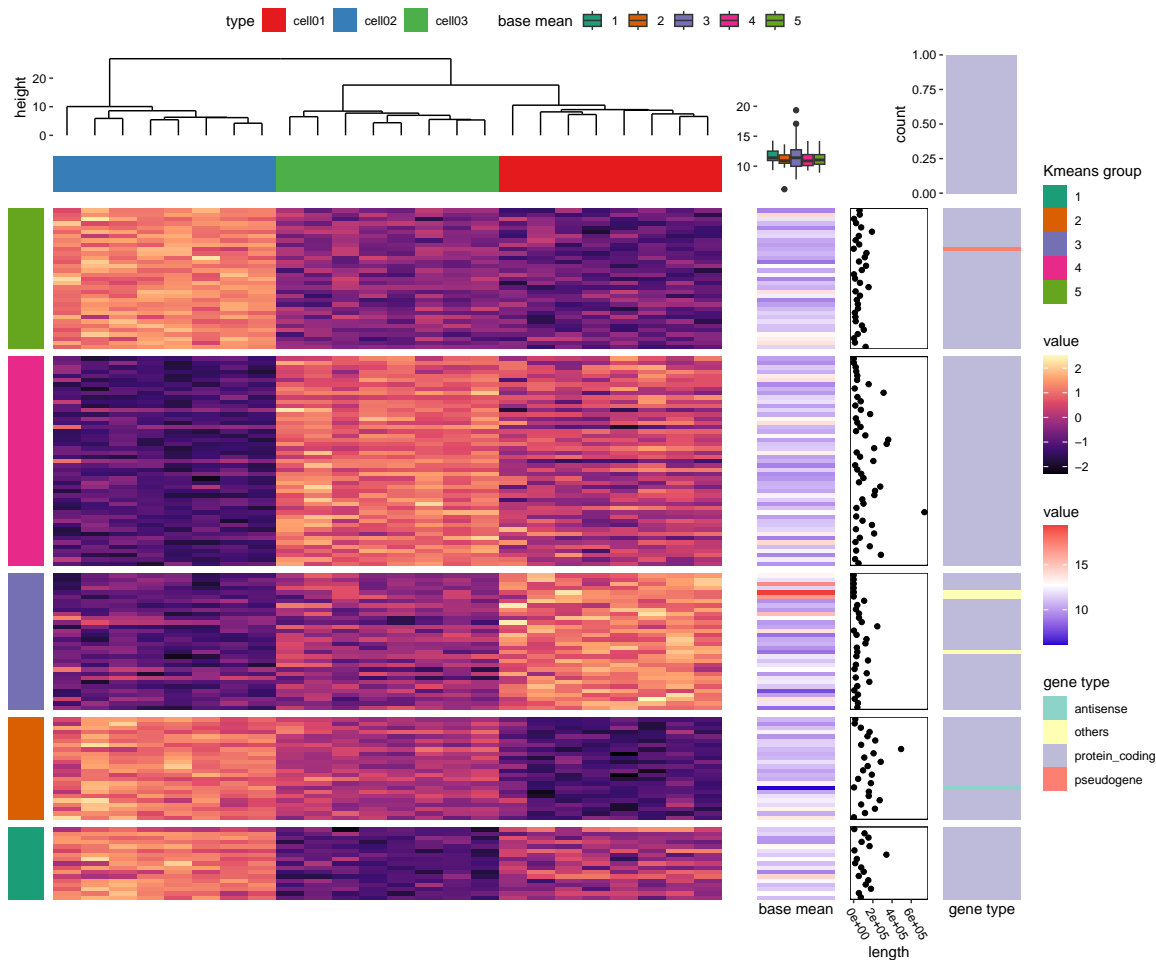 type cell01 cell02 cell03 base mean 1 2 3 4 5
height
20
10
0
20
15
10
count
1.00
0.75
0.50
0.25
0.00
Kmeans group
1
2
3
4
5
value
2
1
0
−1
−2
value
15
10
gene type
antisense
others
protein_coding
pseudogene
base mean
0e+00 2e+05 4e+05 6e+05
length
gene type